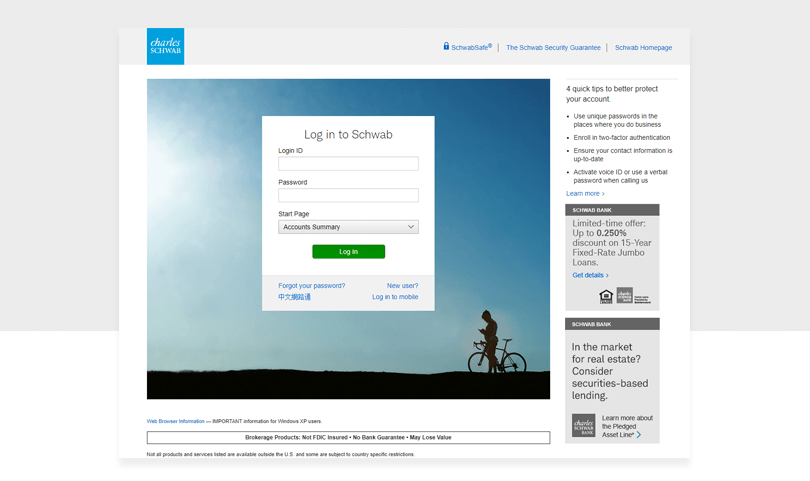 charles
SCHWAB
SchwabSafe®
The Schwab Security Guarantee
Schwab Homepage
Log in to Schwab
Login ID
Password
Start Page
Accounts Summary
Log In
Forgot your password?
New user?
中文網路通
Log in to mobile
4 quick tips to better protect
your account
Use unique passwords in the
places where you do business
Enroll in two-factor authentication
Ensure your contact information is
up-to-date
Activate voice ID or use a verbal
password when calling us
Learn more >
SCHWAB BANK
Limited-time offer:
Up to 0.250%
discount on 15-Year
Fixed-Rate Jumbo
Loans.
Get details >
charles
SCHWAB
BANK
SCHWAB BANK
In the market
for real estate?
Consider
securities-based
lending.
charles
SCHWAB
BANK
Learn more about
the Pledged
Asset Line®
Web Browser Information — IMPORTANT information for Windows XP users.
Brokerage Products: Not FDIC Insured • No Bank Guarantee • May Lose Value
Not all products and services listed are available outside the U.S. and some are subject to country specific restrictions.